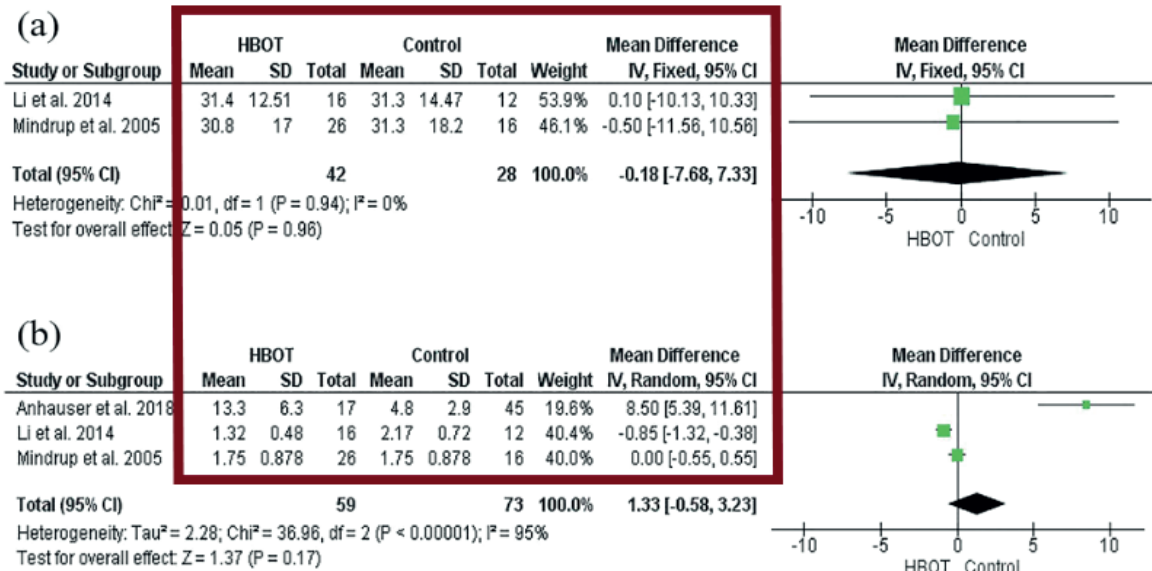 (a)
HBOT Control Mean Difference Mean Difference
Study or Subgroup Mean SD Total Mean SD Total Weight IV, Fixed, 95% CI IV, Fixed, 95% CI
Li et al. 2014 31.4 12.51 16 31.3 14.47 12 53.9% 0.10 [-10.13, 10.33]
Mindrup et al. 2005 30.8 17 26 31.3 18.2 16 46.1% -0.50 [-11.56, 10.56]
Total (95% CI) 42 28 100.0% -0.18 [-7.68, 7.33]
Heterogeneity: Chi² = 0.01, df = 1 (P = 0.94); I² = 0%
Test for overall effect: Z = 0.05 (P = 0.96)
-10 -5 0 5 10
HBOT Control
(b)
HBOT Control Mean Difference Mean Difference
Study or Subgroup Mean SD Total Mean SD Total Weight IV, Random, 95% CI IV, Random, 95% CI
Anhauser et al. 2018 13.3 6.3 17 4.8 2.9 45 19.6% 8.50 [5.39, 11.61]
Li et al. 2014 1.32 0.48 16 2.17 0.72 12 40.4% -0.85 [-1.32, -0.38]
Mindrup et al. 2005 1.75 0.878 26 1.75 0.878 16 40.0% 0.00 [-0.55, 0.55]
Total (95% CI) 59 73 100.0% 1.33 [-0.58, 3.23]
Heterogeneity: Tau² = 2.28; Chi² = 36.96, df = 2 (P < 0.00001); I² = 95%
Test for overall effect: Z = 1.37 (P = 0.17)
-10 -5 0 5 10
HBOT Control